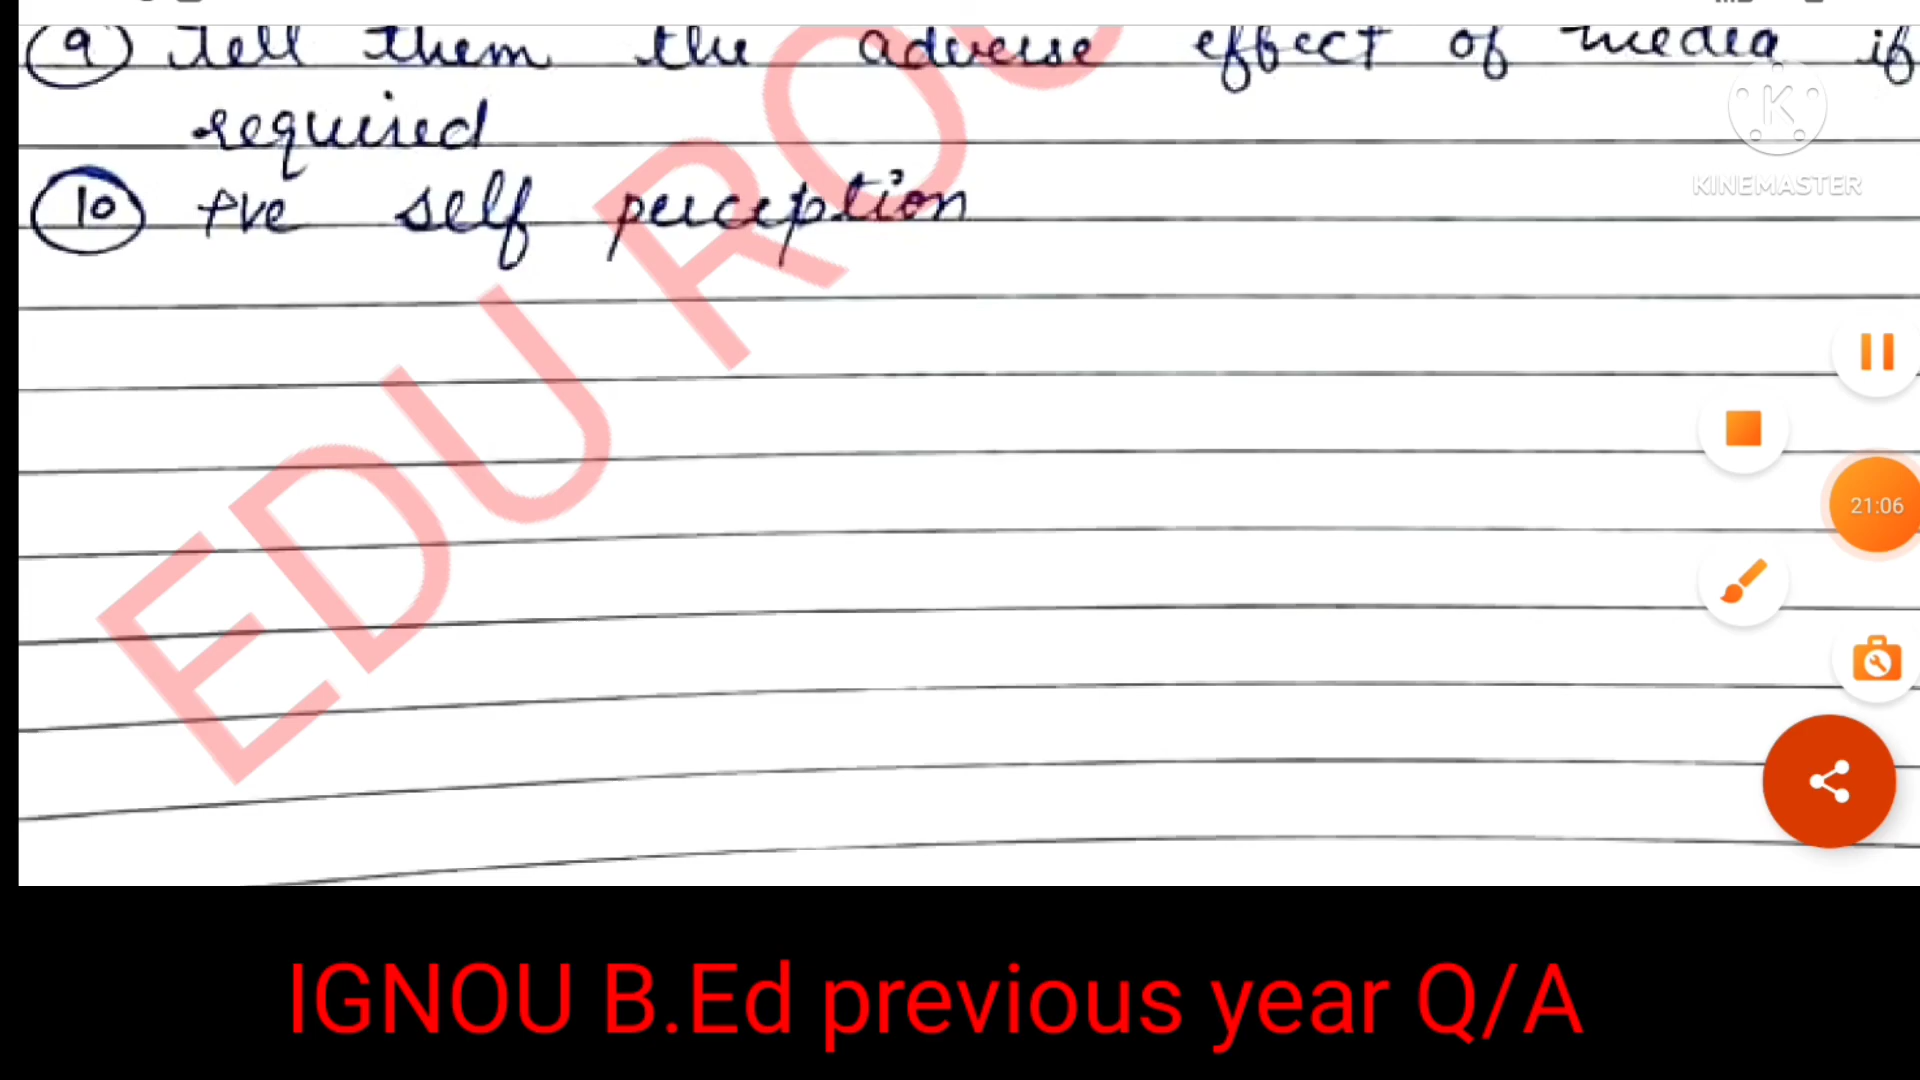 9 Tell them the adverse effect of media if
required
10 +ve self perception
EDU RO
K
KINEMASTER
21:06
IGNOU B.Ed previous year Q/A